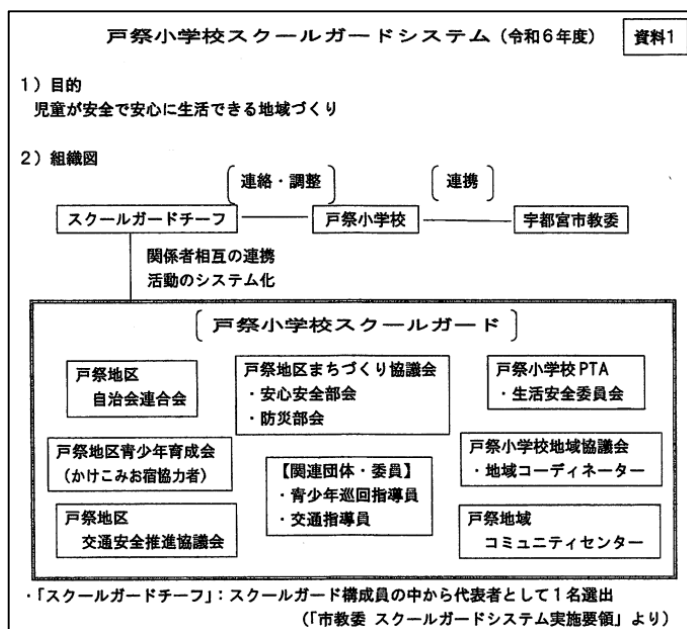 戸祭小学校スクールガードシステム(令和6年度)
資料1
1)目的
児童が安全で安心に生活できる地域づくり
2)組織図
連絡・調整
連携
スクールガードチーフ
戸祭小学校
宇都宮市教委
関係者相互の連携
活動のシステム化
〔戸祭小学校スクールガード〕
戸祭地区
自治会連合会
戸祭地区まちづくり協議会
・安心安全部会
・防災部会
戸祭小学校PTA
・生活安全委員会
戸祭地区青少年育成会
(かけこみお宿協力者)
【関連団体・委員】
・青少年巡回指導員
・交通指導員
戸祭小学校地域協議会
・地域コーディネーター
戸祭地区
交通安全推進協議会
戸祭地域
コミュニティセンター
・「スクールガードチーフ」:スクールガード構成員の中から代表者として1名選出
(「市教委 スクールガードシステム実施要領」より)